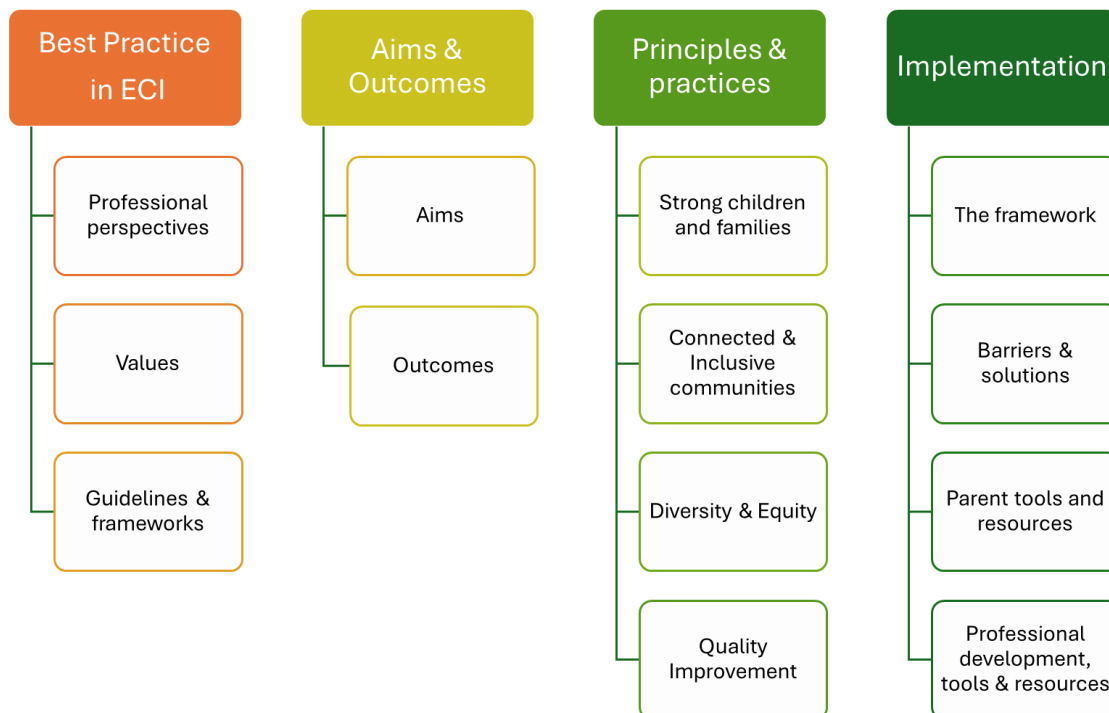 Best Practice
in ECI
Professional
perspectives
Values
Guidelines &
frameworks
Aims &
Outcomes
Aims
Outcomes
Principles &
practices
Strong children
and families
Connected &
Inclusive
communities
Diversity & Equity
Quality
Improvement
Implementation
The framework
Barriers &
solutions
Parent tools and
resources
Professional
development,
tools & resources